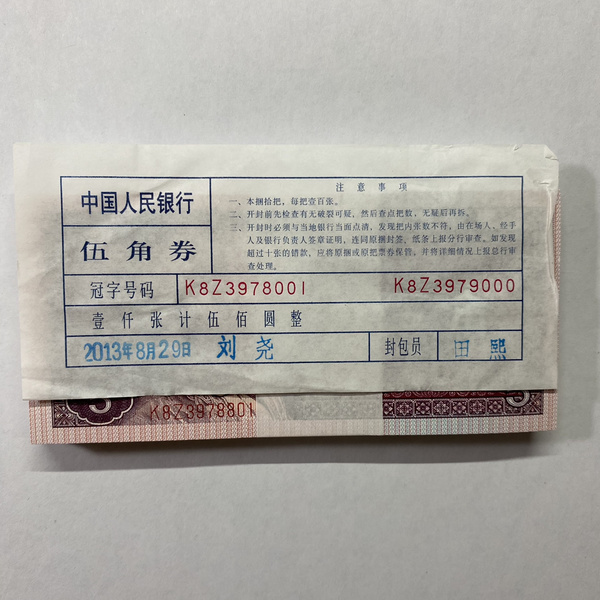 中国人民银行
伍角券
注意事项
一、本捆拾把，每把壹百张。
二、开封前先检查有无破裂可疑，然后查点把数，无疑后再拆。
三、开封时必须与当地银行当面点清，发现把内张数不符，由在场人、经手
人及银行负责人签章证明，连同原捆封签、纸条上报分行审查。如发现
超过十张的错款，应将原捆或原把票券保管，并将详细情况上报总行审
查处理。
冠字号码 K8Z3978001 K8Z3979000
壹仟张计伍佰圆整
2013年8月29日 刘尧 封包员 田熙
5 K8Z3978801 5